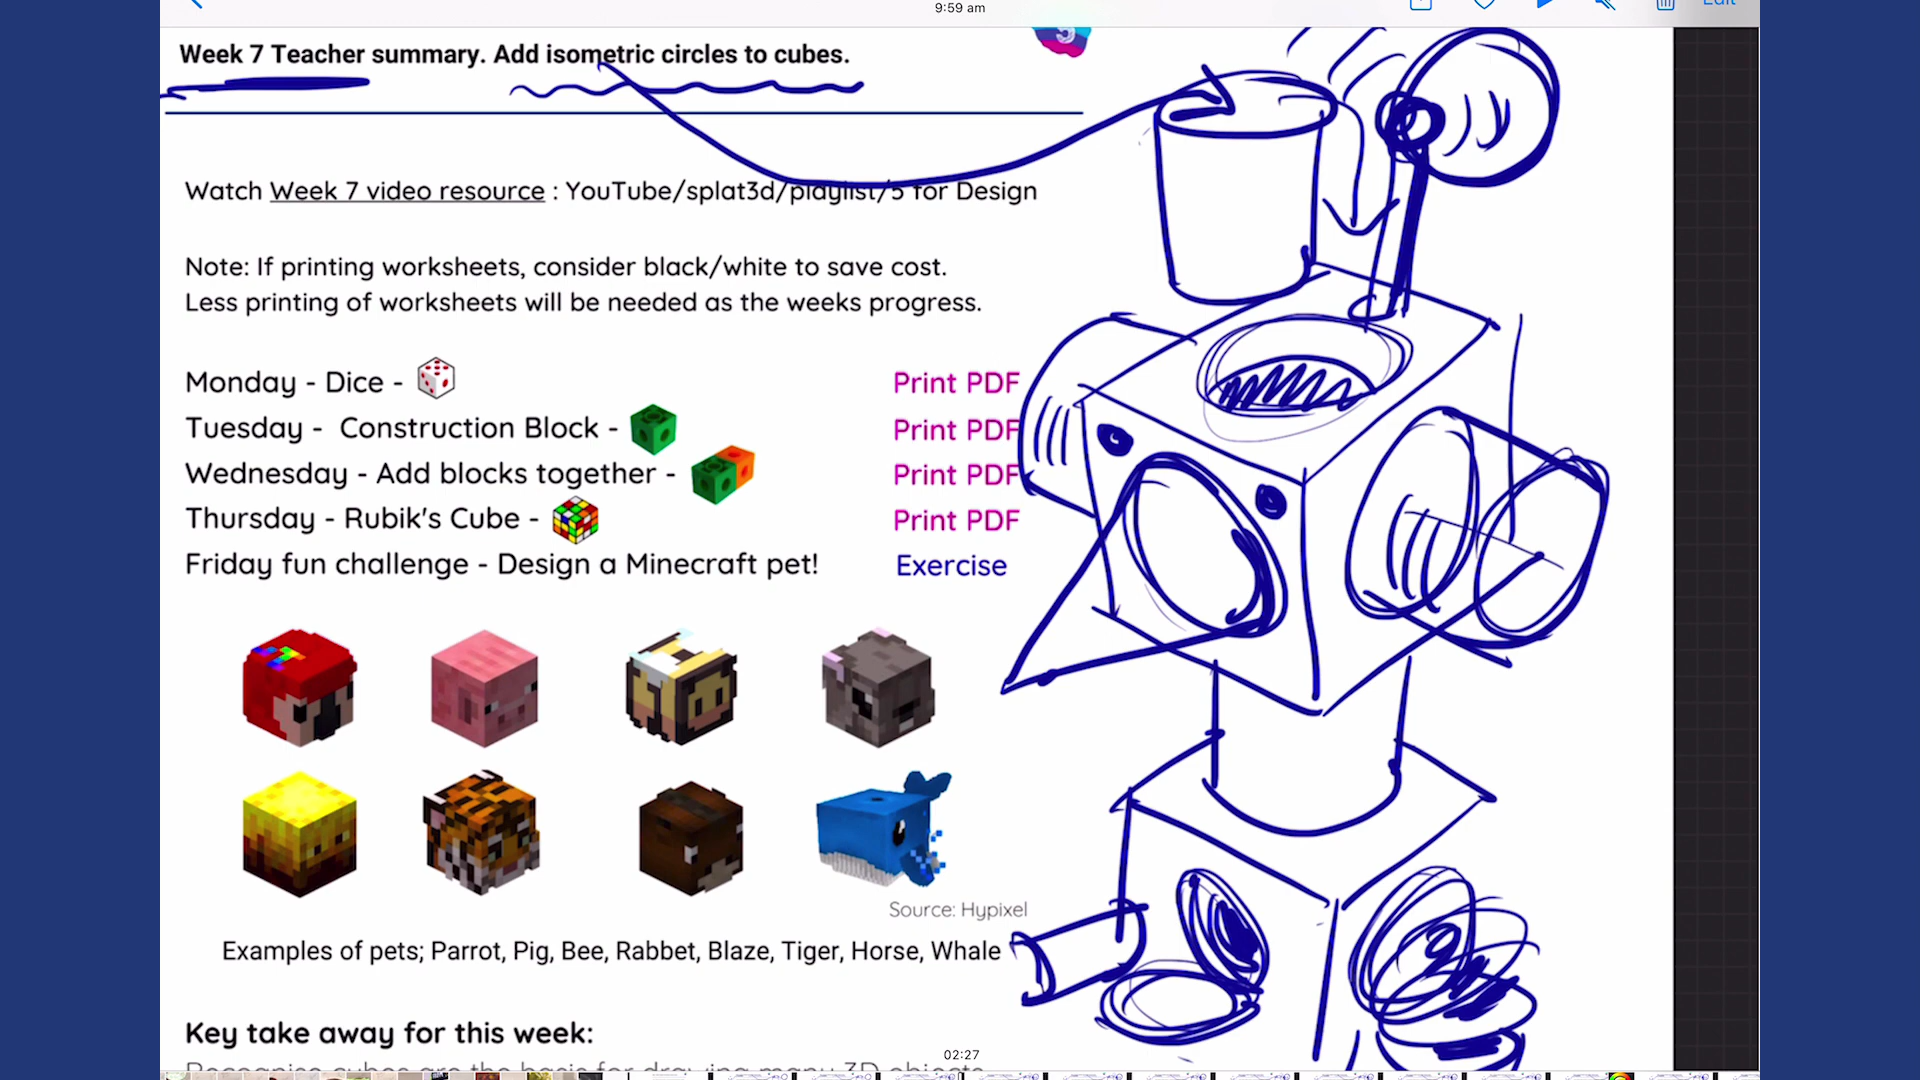 9:59 am
Edit
Week 7 Teacher summary. Add isometric circles to cubes.
Watch Week 7 video resource : YouTube/splat3d/playlist/5 for Design
Note: If printing worksheets, consider black/white to save cost.
Less printing of worksheets will be needed as the weeks progress.
Monday - Dice - Print PDF
Tuesday - Construction Block - Print PDF
Wednesday - Add blocks together - Print PDF
Thursday - Rubik's Cube - Print PDF
Friday fun challenge - Design a Minecraft pet! Exercise
Source: Hypixel
Examples of pets; Parrot, Pig, Bee, Rabbet, Blaze, Tiger, Horse, Whale
Key take away for this week:
02:27